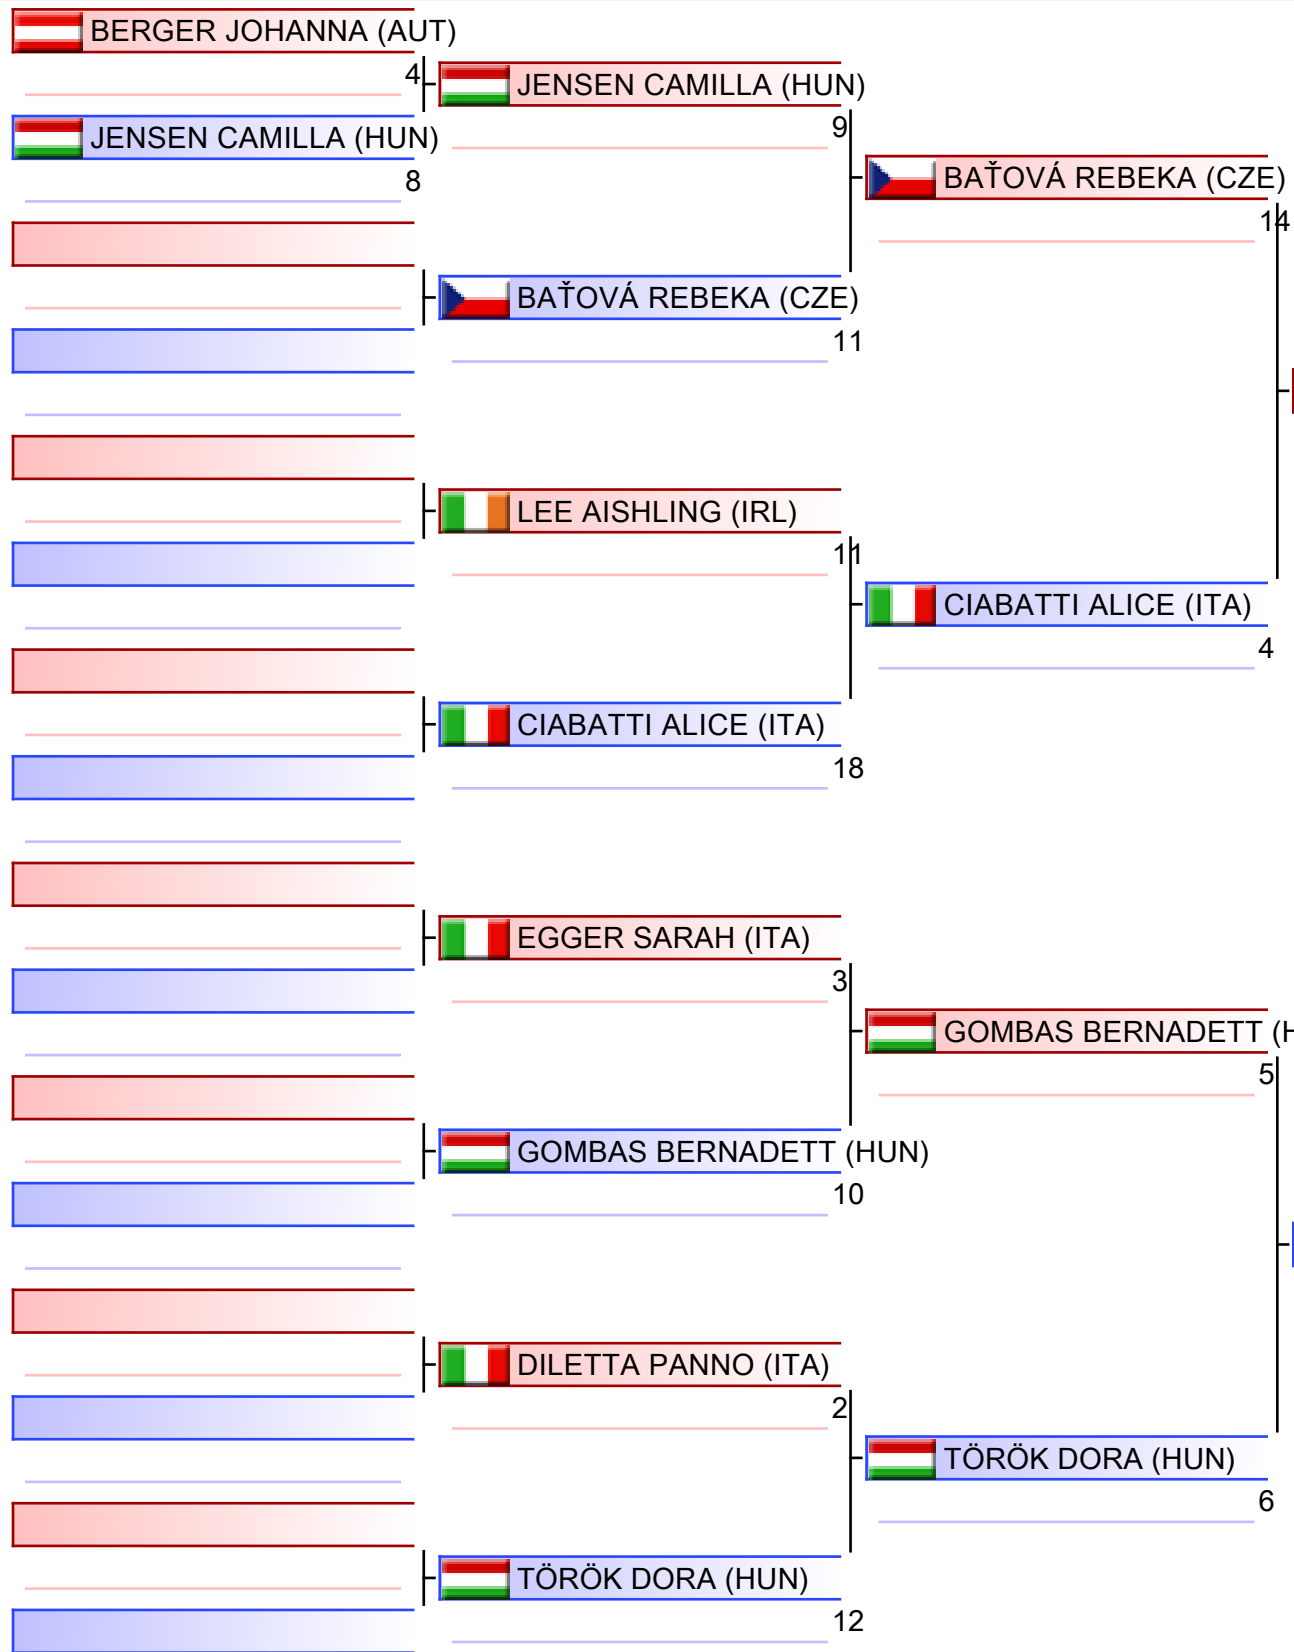 BERGER JOHANNA (AUT)
4
JENSEN CAMILLA (HUN)
8
JENSEN CAMILLA (HUN)
9
BAŤOVÁ REBEKA (CZE)
11
LEE AISHLING (IRL)
11
CIABATTI ALICE (ITA)
18
EGGER SARAH (ITA)
3
GOMBAS BERNADETT (HUN)
10
DILETTA PANNO (ITA)
2
TÖRÖK DORA (HUN)
12
BAŤOVÁ REBEKA (CZE)
14
CIABATTI ALICE (ITA)
4
GOMBAS BERNADETT (H
5
TÖRÖK DORA (HUN)
6